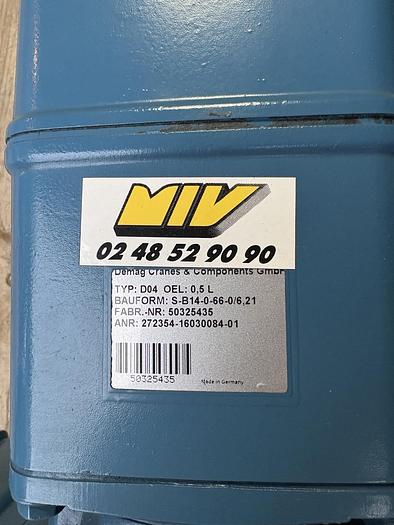 MIV
02 48 52 90 90
Demag Cranes & Components GmbH
TYP: D04 OEL: 0,5 L
BAUFORM: S-B14-0-66-0/6,21
FABR.-NR: 50325435
ANR: 272354-16030084-01
50325435
Made in Germany